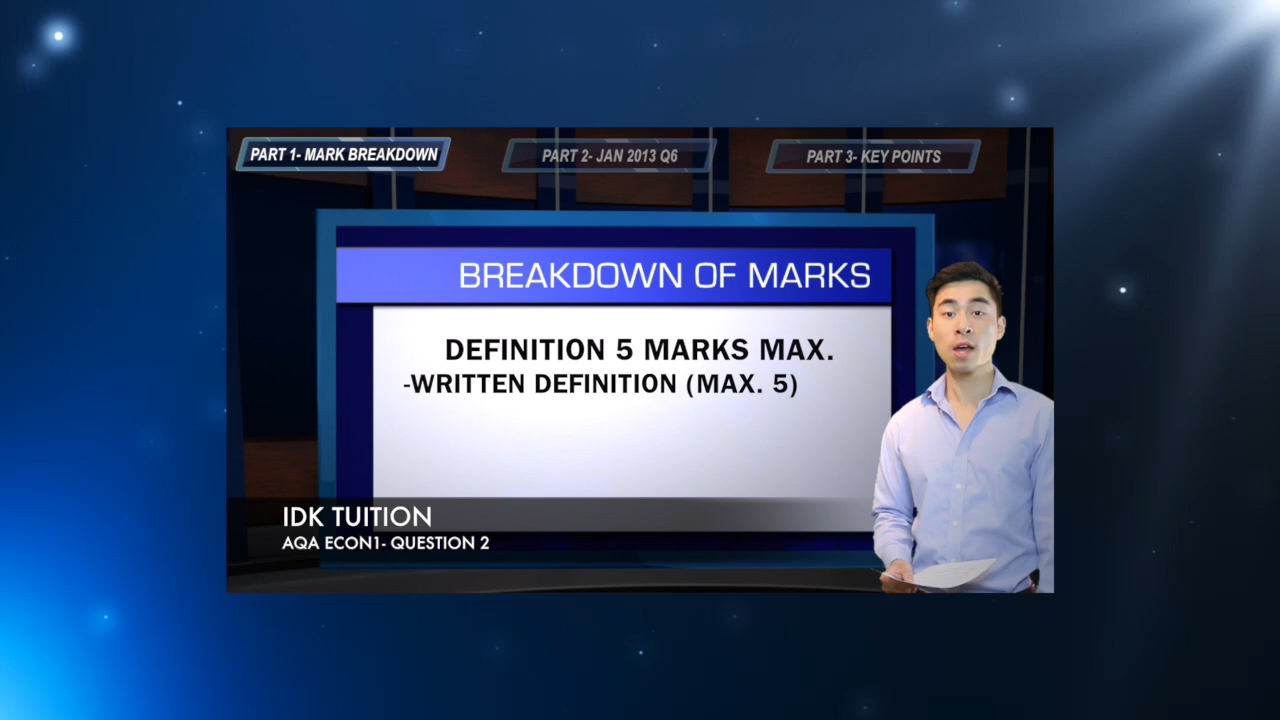 PART 1- MARK BREAKDOWN
PART 2- JAN 2013 Q6
PART 3- KEY POINTS
BREAKDOWN OF MARKS
DEFINITION 5 MARKS MAX.
-WRITTEN DEFINITION (MAX. 5)
IDK TUITION
AQA ECON1- QUESTION 2